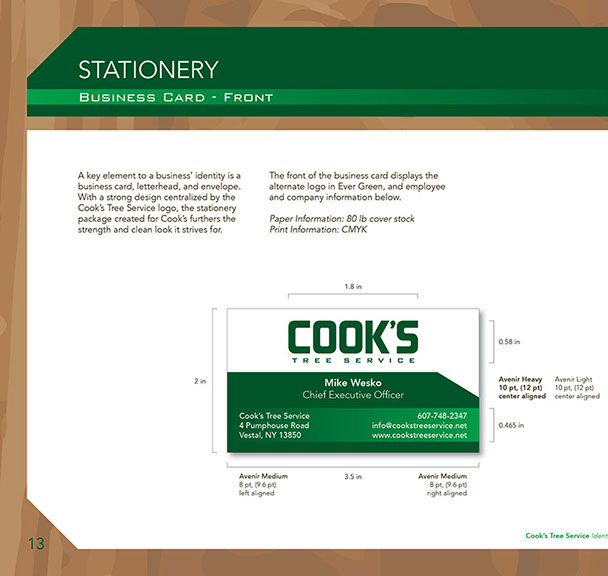 STATIONERY
BUSINESS CARD - FRONT
A key element to a business' identity is a
business card, letterhead, and envelope.
With a strong design centralized by the
Cook's Tree Service logo, the stationery
package created for Cook's furthers the
strength and clean look it strives for.
The front of the business card displays the
alternate logo in Ever Green, and employee
and company information below.
Paper Information: 80 lb cover stock
Print Information: CMYK
1.8 in
COOK'S
TREE SERVICE
0.58 in
2 in
Mike Wesko
Chief Executive Officer
Avenir Heavy
10 pt, (12 pt)
center aligned
Avenir Light
10 pt, (12 pt)
center aligned
Cook's Tree Service
4 Pumphouse Road
Vestal, NY 13850
607-748-2347
info@cookstreeservice.net
www.cookstreeservice.net
0.465 in
Avenir Medium
8 pt, (9.6 pt)
left aligned
3.5 in
Avenir Medium
8 pt, (9.6 pt)
right aligned
13
Cook's Tree Service Ident